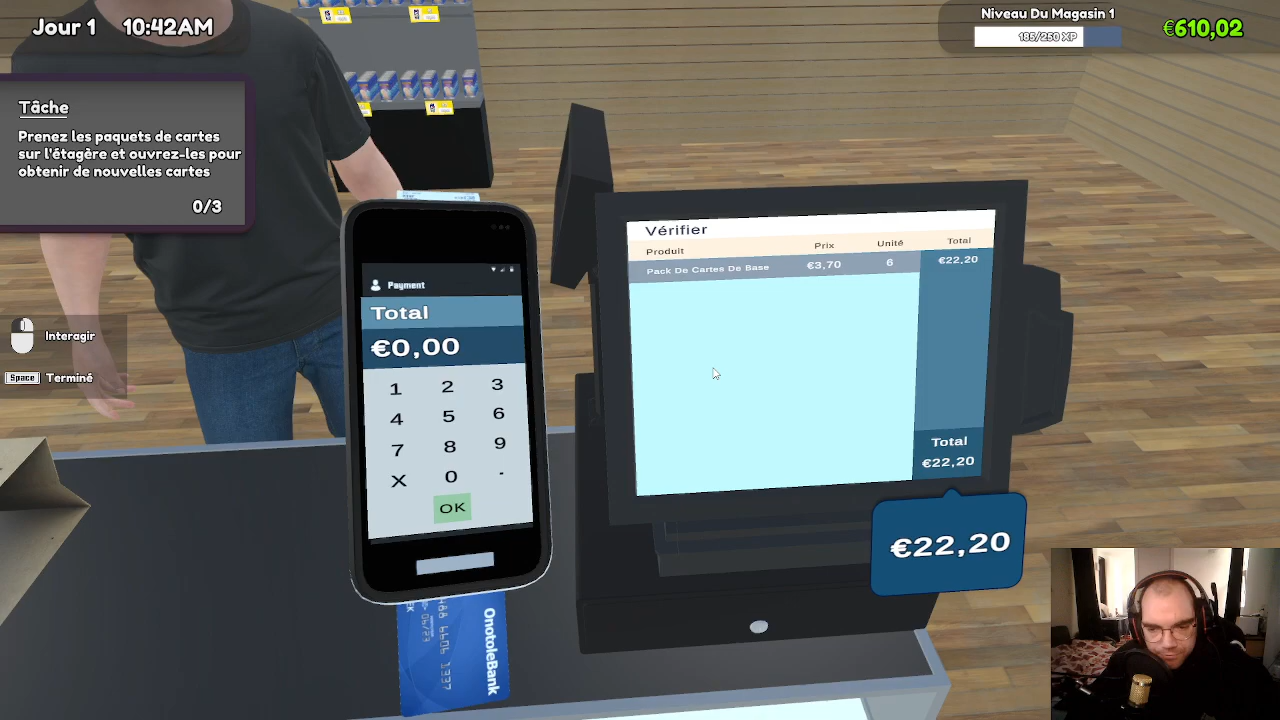 Jour 1 10:42AM
Niveau Du Magasin 1
195/250 XP
€610,02
Tâche
Prenez les paquets de cartes
sur l'étagère et ouvrez-les pour
obtenir de nouvelles cartes
0/3
Interagir
Space Terminé
Payment
Total
€0,00
1 2 3
4 5 6
7 8 9
X 0 .
OK
Vérifier
Produit Prix Unité Total
Pack De Cartes De Base €3,70 6 €22,20
Total
€22,20
€22,20
OnotoleBank